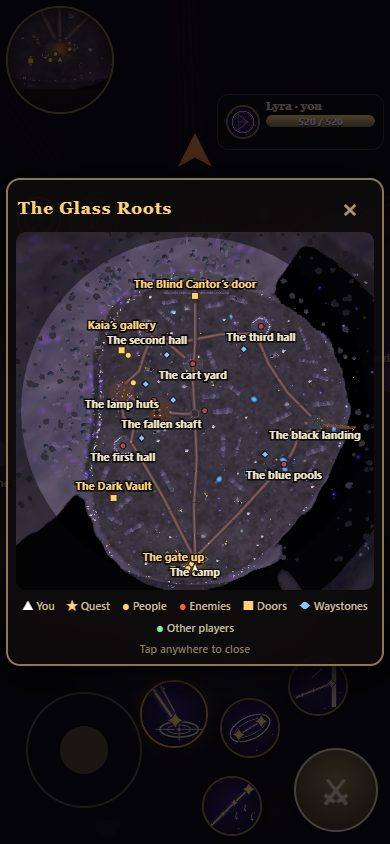 Lyra · you
520 / 520
The Glass Roots
The Blind Cantor's door
Kaia's gallery
The second hall
The third hall
The cart yard
The lamp huts
The fallen shaft
The black landing
The first hall
The blue pools
The Dark Vault
The gate up
The camp
You
Quest
People
Enemies
Doors
Waystones
Other players
Tap anywhere to close